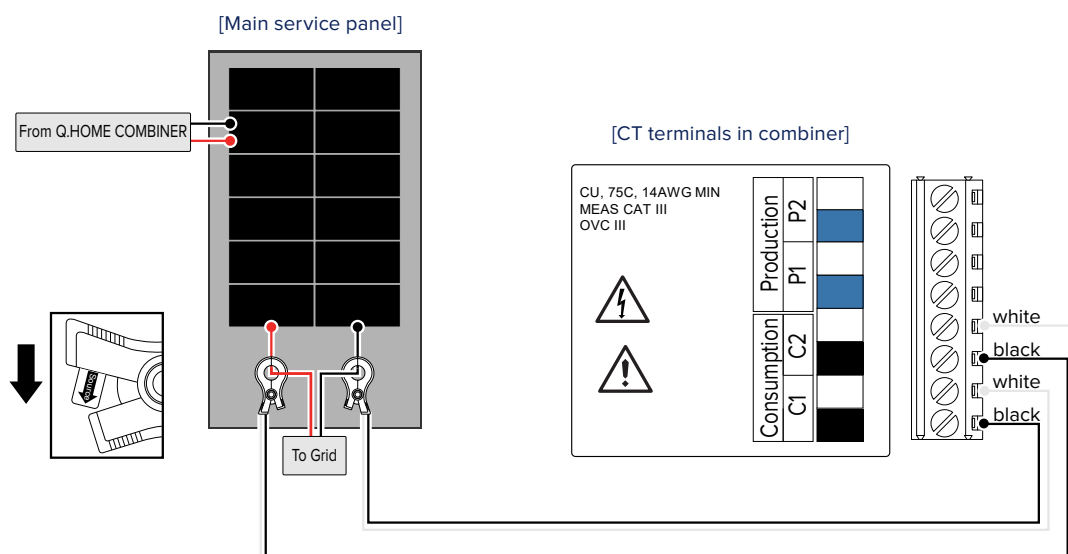 [Main service panel]
From Q.HOME COMBINER
Source
To Grid
[CT terminals in combiner]
CU, 75C, 14AWG MIN
MEAS CAT III
OVC III
Production
P2
P1
Consumption
C2
C1
white
black
white
black